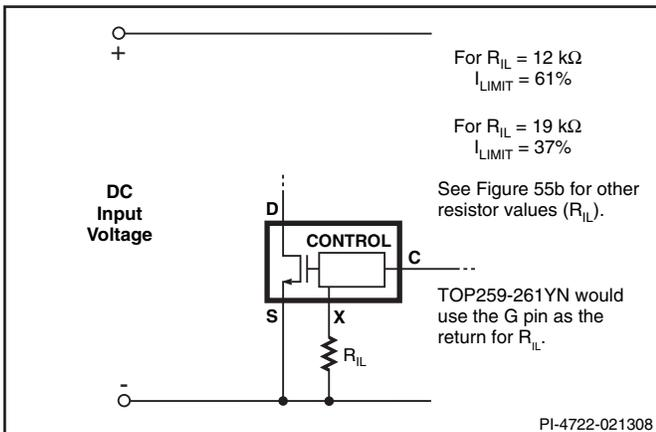 +
For R_IL = 12 kΩ
I_LIMIT = 61%
For R_IL = 19 kΩ
I_LIMIT = 37%
See Figure 55b for other
resistor values (R_IL).
DC
Input
Voltage
D
CONTROL
C
S
X
TOP259-261YN would
use the G pin as the
return for R_IL.
R_IL
-
PI-4722-021308